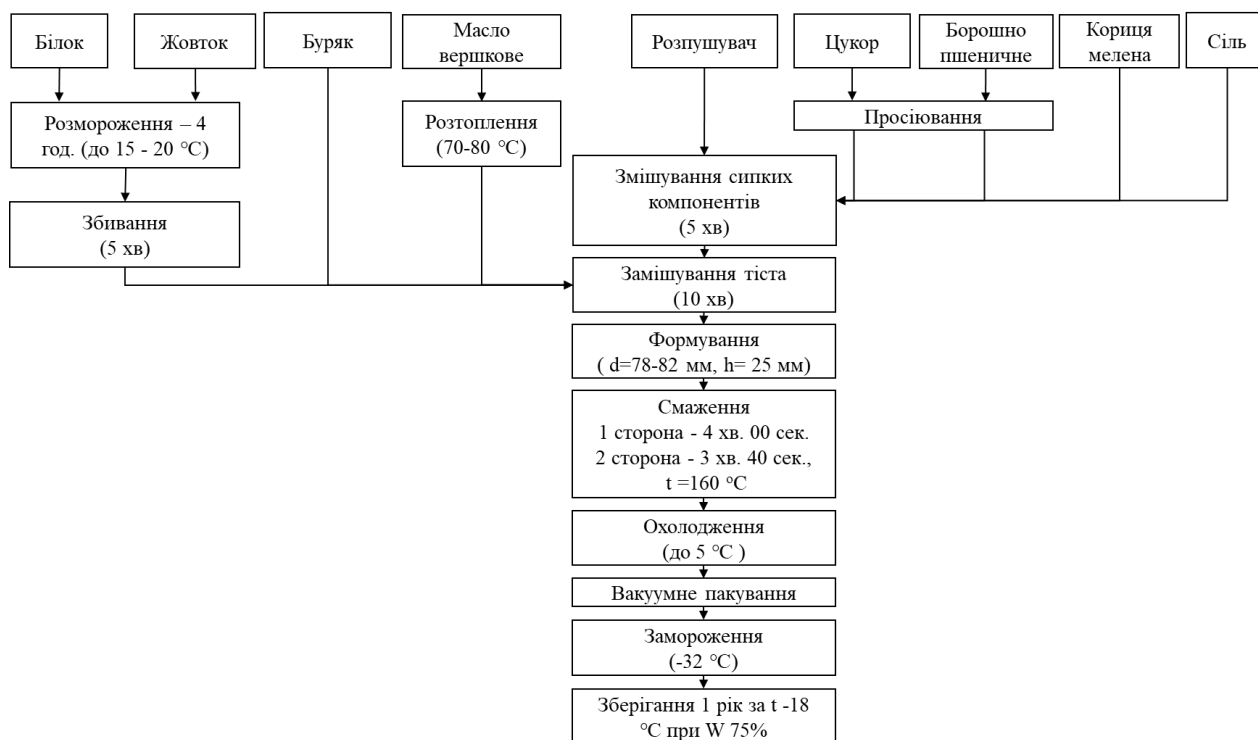 Білок
Жовток
Буряк
Масло
вершкове
Розпушувач
Цукор
Борошно
пшеничне
Кориця
мелена
Сіль
Розмороження – 4
год. (до 15 - 20 °С)
Розтоплення
(70-80 °С)
Просіювання
Збивання
(5 хв)
Змішування сипких
компонентів
(5 хв)
Замішування тіста
(10 хв)
Формування
( d=78-82 мм, h= 25 мм)
Смаження
1 сторона - 4 хв. 00 сек.
2 сторона - 3 хв. 40 сек.,
t =160 °С
Охолодження
(до 5 °С )
Вакуумне пакування
Замороження
(-32 °С)
Зберігання 1 рік за t -18
°С при W 75%